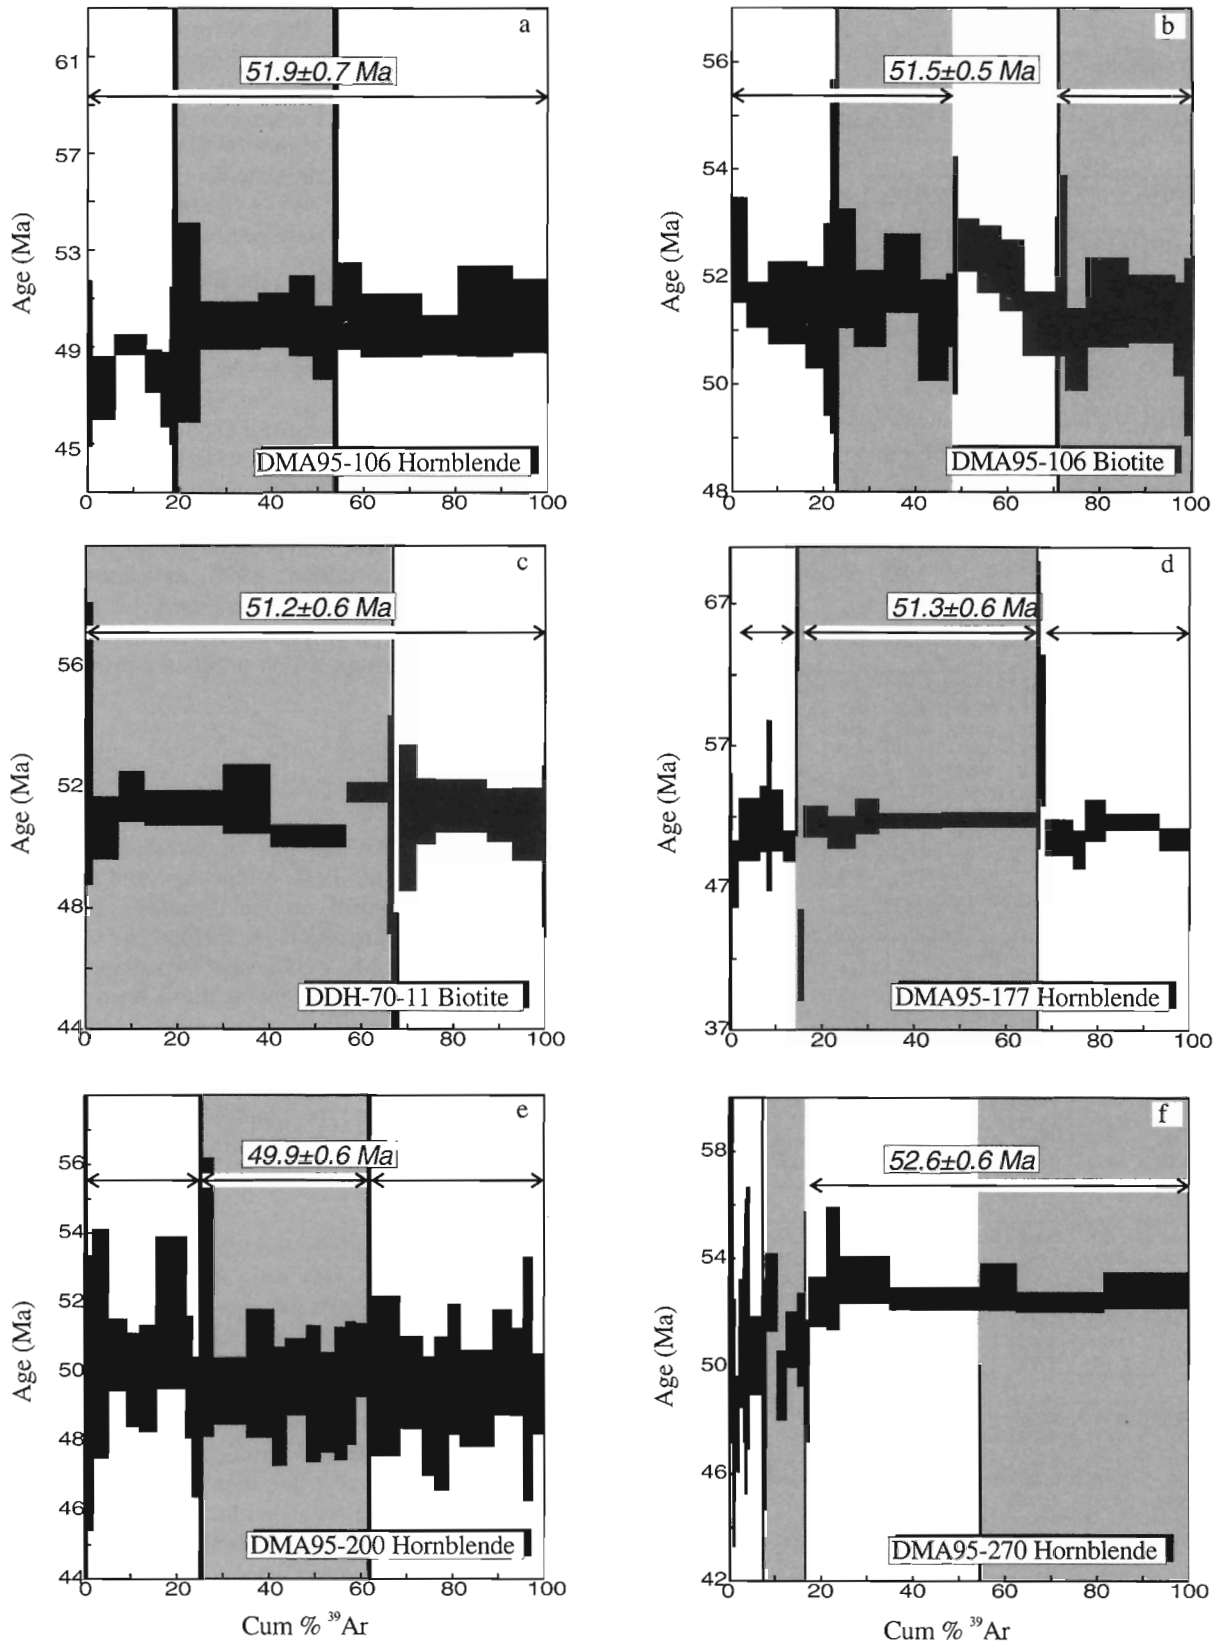 a
61
51.9±0.7 Ma
57
53
Age (Ma)
49
45
DMA95-106 Hornblende
0 20 40 60 80 100
b
56
51.5±0.5 Ma
54
Age (Ma)
52
50
DMA95-106 Biotite
48
0 20 40 60 80 100
c
51.2±0.6 Ma
56
Age (Ma)
52
48
DDH-70-11 Biotite
44
0 20 40 60 80 100
d
67
51.3±0.6 Ma
57
Age (Ma)
47
DMA95-177 Hornblende
37
20 40 60 80 100
e
49.9±0.6 Ma
56
54
52
Age (Ma)
50
48
46
DMA95-200 Hornblende
44
0 20 40 60 80 100
Cum % ³⁹Ar
f
58
52.6±0.6 Ma
54
Age (Ma)
50
46
DMA95-270 Hornblende
42
0 20 40 60 80 100
Cum % ³⁹Ar